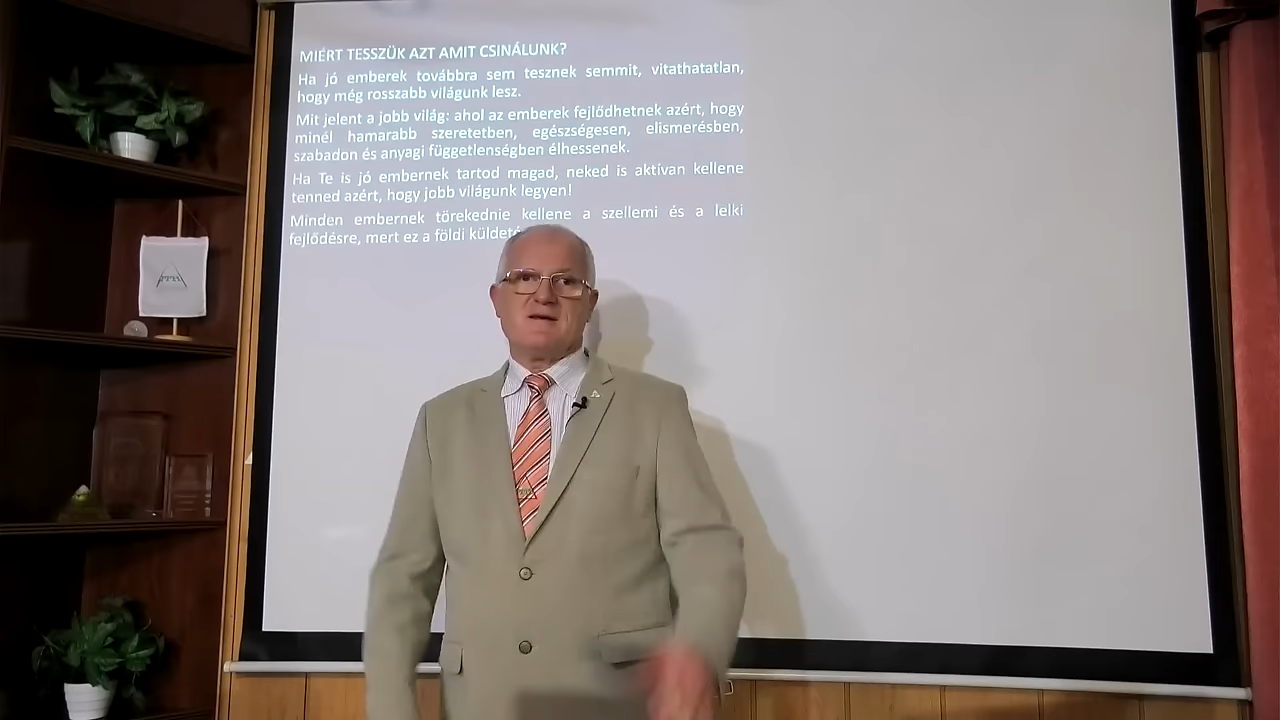 MIÉRT TESSZÜK AZT AMIT CSINÁLUNK?
Ha jó emberek továbbra sem tesznek semmit, vitathatatlan,
hogy még rosszabb világunk lesz.
Mit jelent a jobb világ: ahol az emberek fejlődhetnek azért, hogy
minél hamarabb szeretetben, egészségesen, elismerésben,
szabadon és anyagi függetlenségben élhessenek.
Ha Te is jó embernek tartod magad, neked is aktívan kellene
tenned azért, hogy jobb világunk legyen!
Minden embernek törekednie kellene a szellemi és a lelki
fejlődésre, mert ez a földi